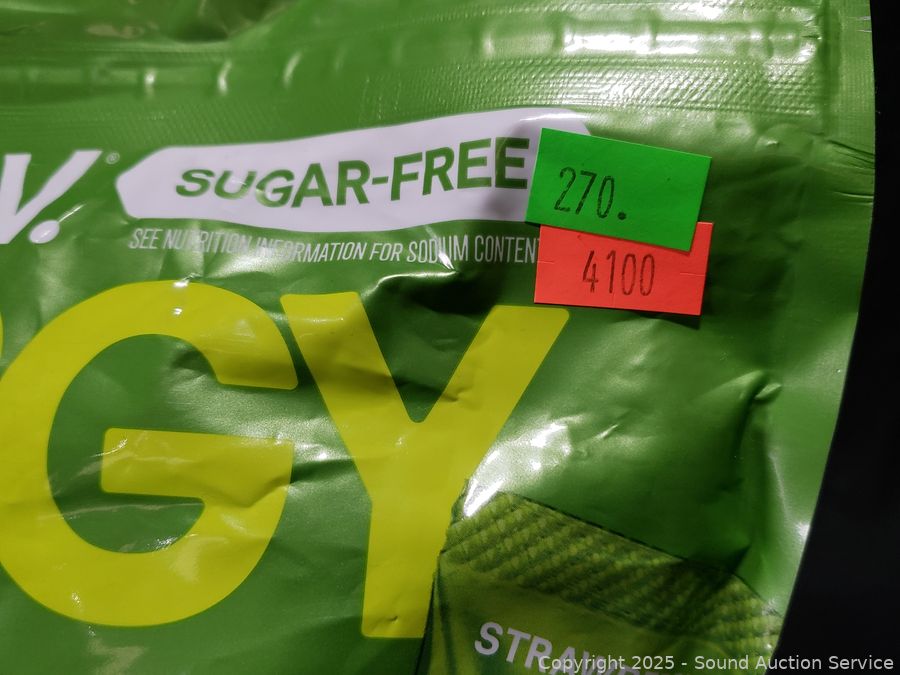 V.®
SUGAR-FREE
270.
SEE NUTRITION INFORMATION FOR SODIUM CONTENT
4100
GY
Copyright 2025 - Sound Auction Service